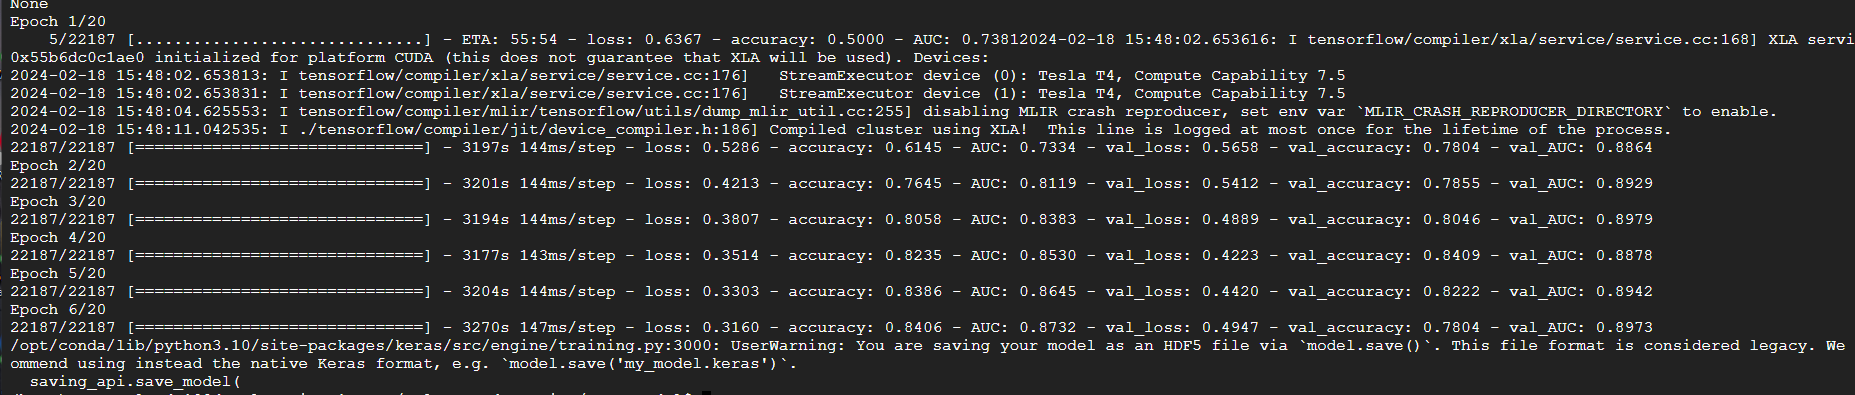 None
Epoch 1/20
    5/22187 [..............................] - ETA: 55:54 - loss: 0.6367 - accuracy: 0.5000 - AUC: 0.73812024-02-18 15:48:02.653616: I tensorflow/compiler/xla/service/service.cc:168] XLA servi
0x55b6dc0c1ae0 initialized for platform CUDA (this does not guarantee that XLA will be used). Devices:
2024-02-18 15:48:02.653813: I tensorflow/compiler/xla/service/service.cc:176]   StreamExecutor device (0): Tesla T4, Compute Capability 7.5
2024-02-18 15:48:02.653831: I tensorflow/compiler/xla/service/service.cc:176]   StreamExecutor device (1): Tesla T4, Compute Capability 7.5
2024-02-18 15:48:04.625553: I tensorflow/compiler/mlir/tensorflow/utils/dump_mlir_util.cc:255] disabling MLIR crash reproducer, set env var `MLIR_CRASH_REPRODUCER_DIRECTORY` to enable.
2024-02-18 15:48:11.042535: I ./tensorflow/compiler/jit/device_compiler.h:186] Compiled cluster using XLA!  This line is logged at most once for the lifetime of the process.
22187/22187 [==============================] - 3197s 144ms/step - loss: 0.5286 - accuracy: 0.6145 - AUC: 0.7334 - val_loss: 0.5658 - val_accuracy: 0.7804 - val_AUC: 0.8864
Epoch 2/20
22187/22187 [==============================] - 3201s 144ms/step - loss: 0.4213 - accuracy: 0.7645 - AUC: 0.8119 - val_loss: 0.5412 - val_accuracy: 0.7855 - val_AUC: 0.8929
Epoch 3/20
22187/22187 [==============================] - 3194s 144ms/step - loss: 0.3807 - accuracy: 0.8058 - AUC: 0.8383 - val_loss: 0.4889 - val_accuracy: 0.8046 - val_AUC: 0.8979
Epoch 4/20
22187/22187 [==============================] - 3177s 143ms/step - loss: 0.3514 - accuracy: 0.8235 - AUC: 0.8530 - val_loss: 0.4223 - val_accuracy: 0.8409 - val_AUC: 0.8878
Epoch 5/20
22187/22187 [==============================] - 3204s 144ms/step - loss: 0.3303 - accuracy: 0.8386 - AUC: 0.8645 - val_loss: 0.4420 - val_accuracy: 0.8222 - val_AUC: 0.8942
Epoch 6/20
22187/22187 [==============================] - 3270s 147ms/step - loss: 0.3160 - accuracy: 0.8406 - AUC: 0.8732 - val_loss: 0.4947 - val_accuracy: 0.7804 - val_AUC: 0.8973
/opt/conda/lib/python3.10/site-packages/keras/src/engine/training.py:3000: UserWarning: You are saving your model as an HDF5 file via `model.save()`. This file format is considered legacy. We
ommend using instead the native Keras format, e.g. `model.save('my_model.keras')`.
  saving_api.save_model(